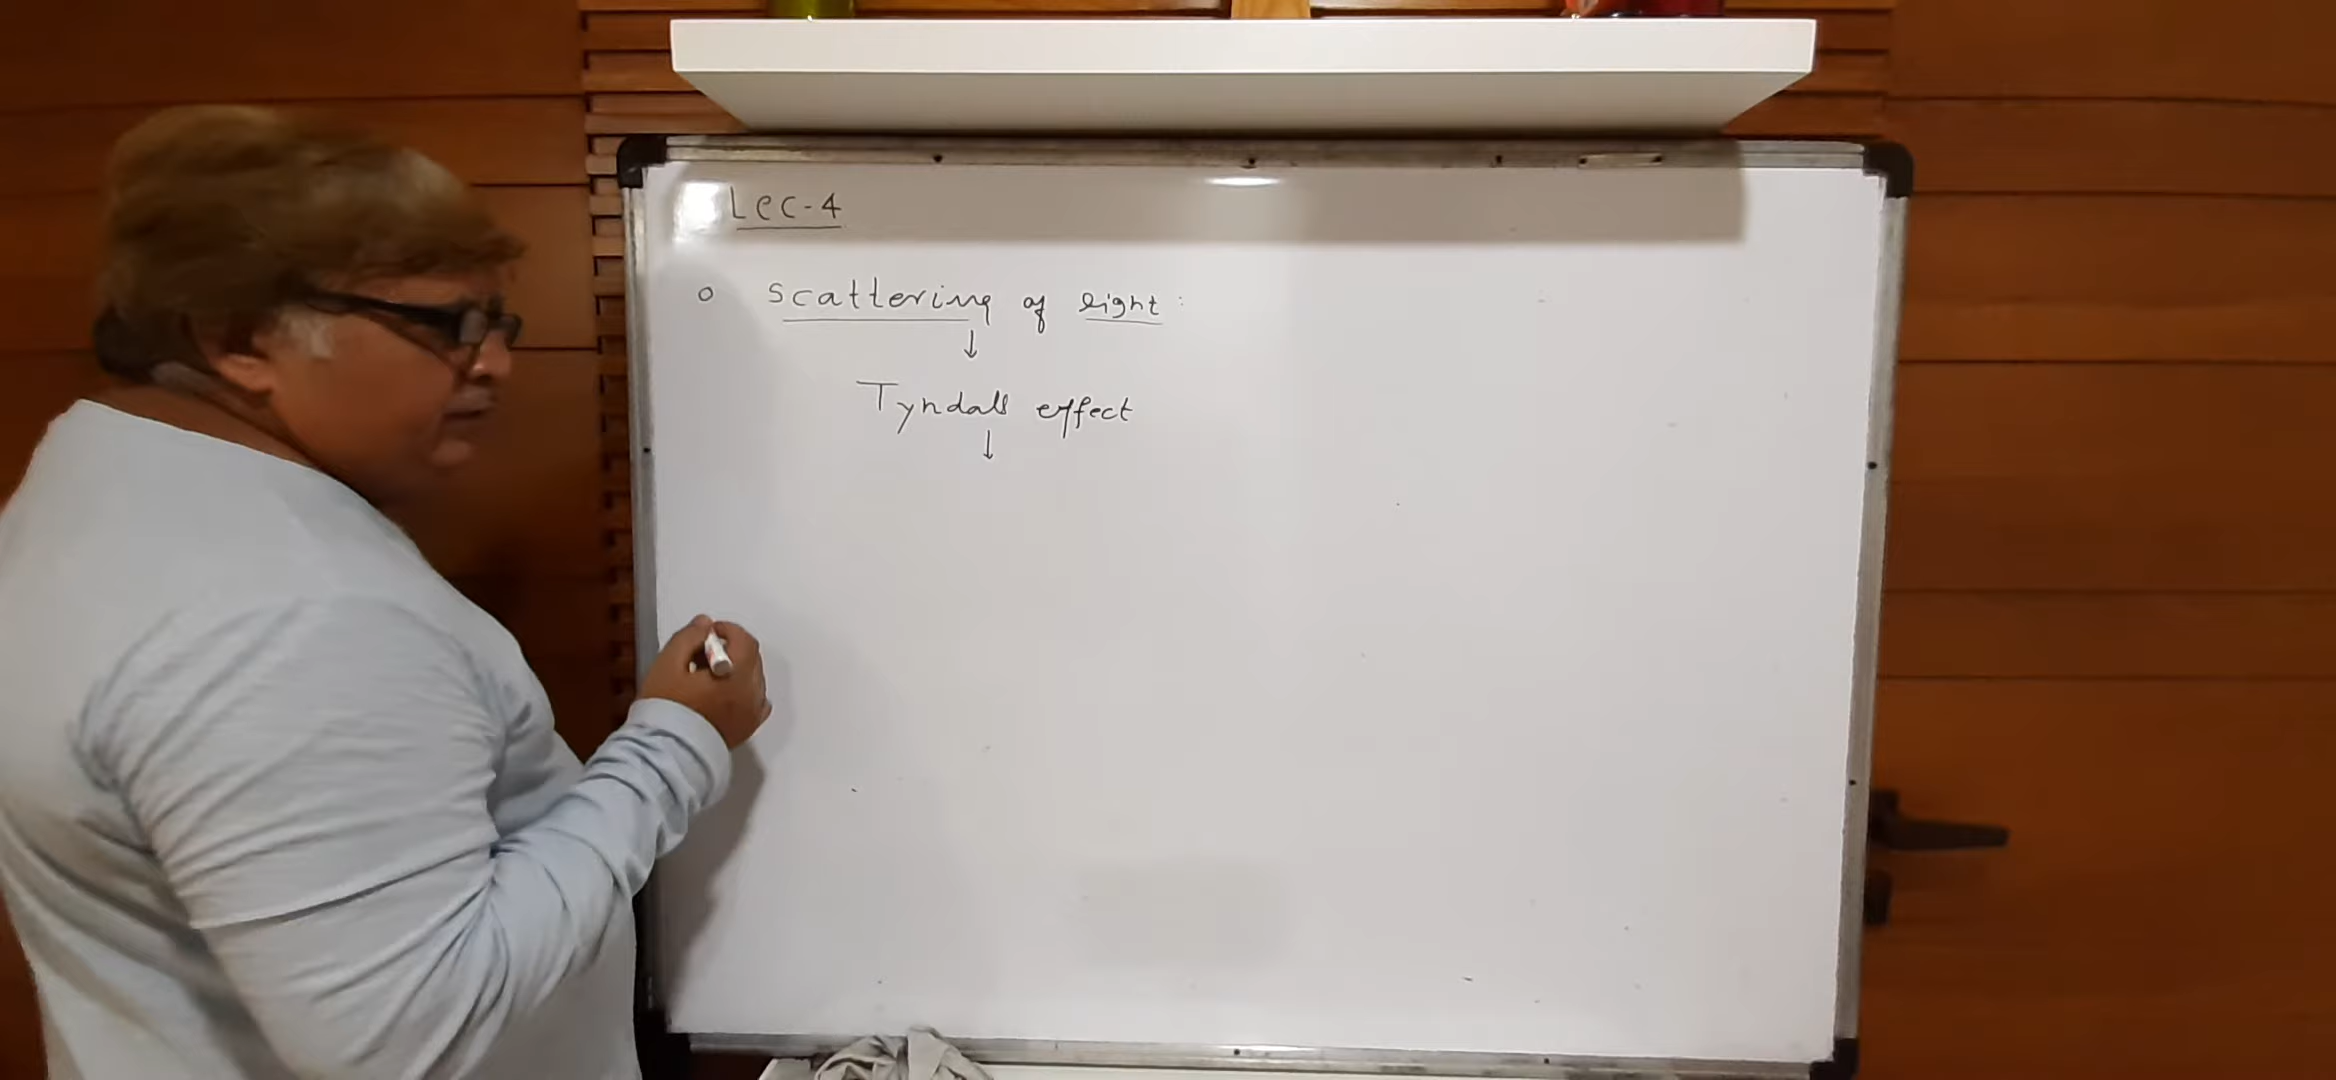 Lec-4
o Scattering of light :
↓
Tyndall effect
↓